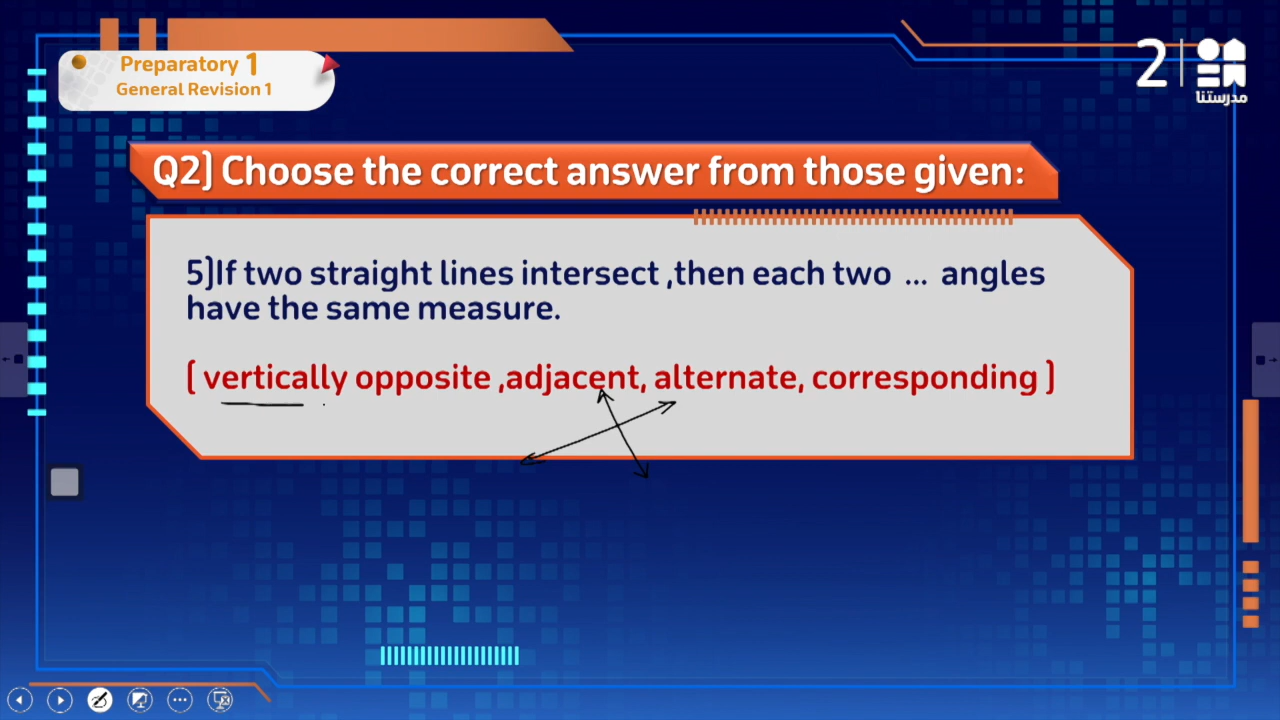 Preparatory 1
General Revision 1
2
مدرستنا
Q2) Choose the correct answer from those given:
5)If two straight lines intersect ,then each two ... angles
have the same measure.
( vertically opposite ,adjacent, alternate, corresponding )